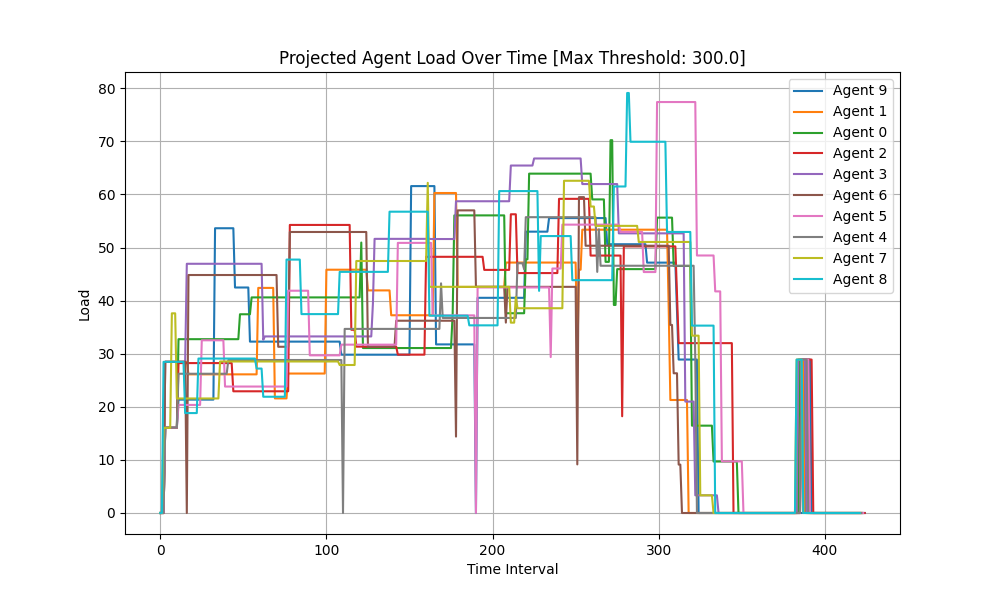 Projected Agent Load Over Time [Max Threshold: 300.0]
Load
80
70
60
50
40
30
20
10
0
0 100 200 300 400
Time Interval
Agent 9
Agent 1
Agent 0
Agent 2
Agent 3
Agent 6
Agent 5
Agent 4
Agent 7
Agent 8